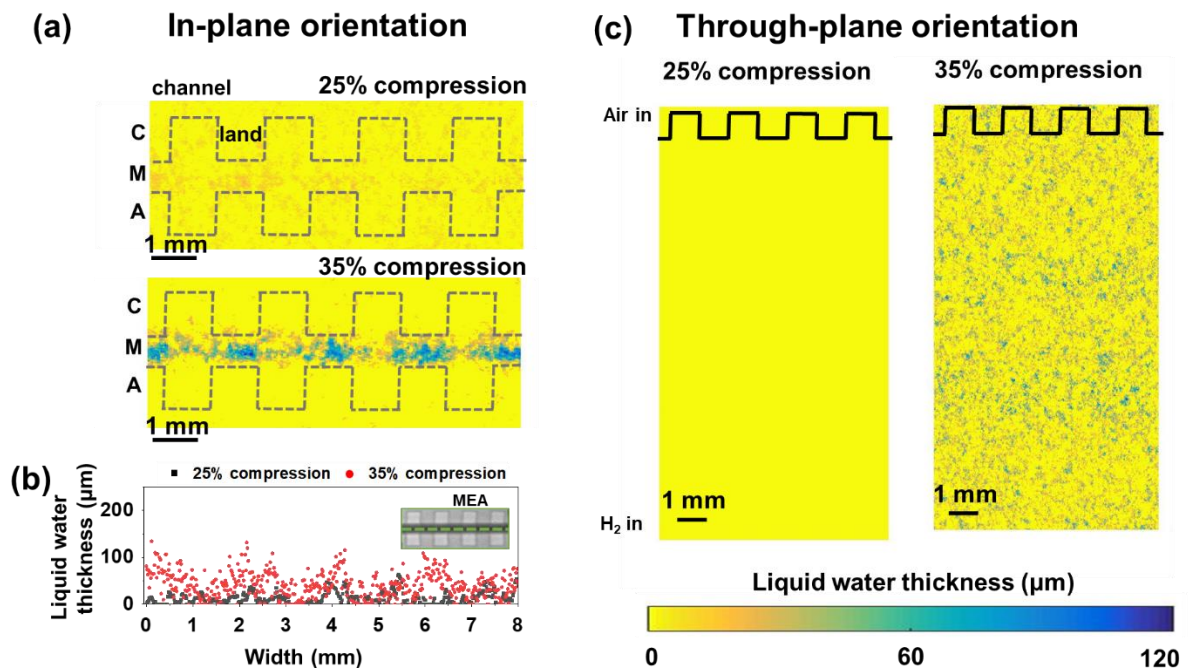 (a) In-plane orientation
channel 25% compression
C
land
M
A
1 mm
35% compression
C
M
A
1 mm
(b)
25% compression 35% compression
MEA
Liquid water
thickness (µm)
200
100
0
0 1 2 3 4 5 6 7 8
Width (mm)
(c) Through-plane orientation
25% compression 35% compression
Air in
1 mm 1 mm
H₂ in
Liquid water thickness (µm)
0 60 120